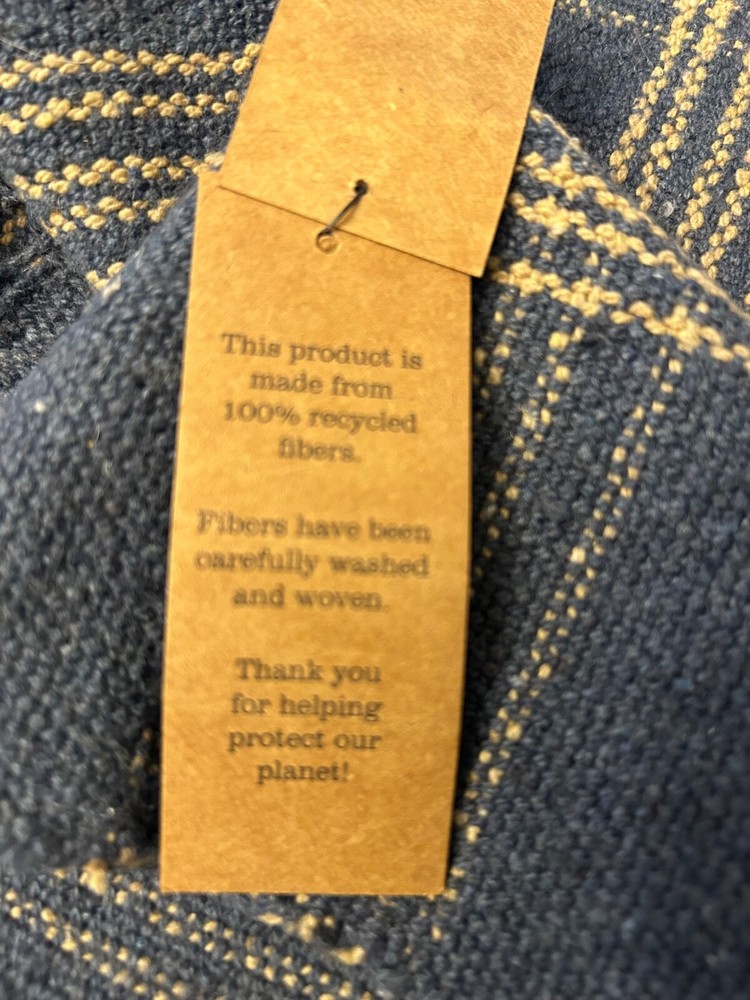 This product is
made from
100% recycled
fibers.
Fibers have been
carefully washed
and woven.
Thank you
for helping
protect our
planet!